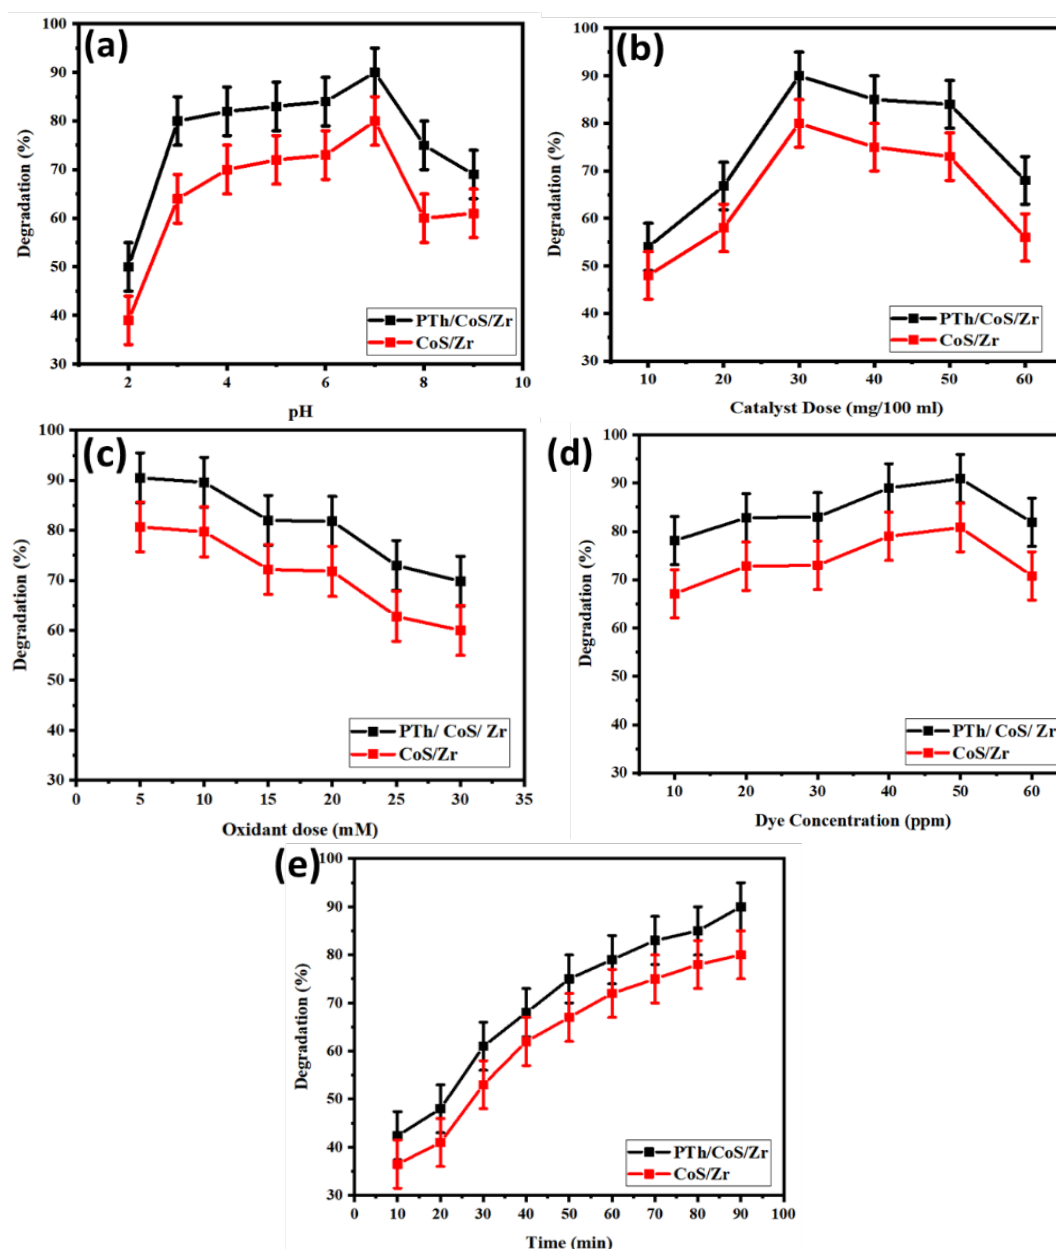 (a)
100
90
80
70
60
50
40
30
Degradation (%)
2 4 6 8 10
pH
PTh/CoS/Zr
CoS/Zr
(b)
100
90
80
70
60
50
40
30
Degradation (%)
10 20 30 40 50 60
Catalyst Dose (mg/100 ml)
PTh/CoS/Zr
CoS/Zr
(c)
100
90
80
70
60
50
40
30
Degradation (%)
0 5 10 15 20 25 30 35
Oxidant dose (mM)
PTh/ CoS/ Zr
CoS/Zr
(d)
100
90
80
70
60
50
40
30
Degradation (%)
10 20 30 40 50 60
Dye Concentration (ppm)
PTh/ CoS/ Zr
CoS/Zr
(e)
100
90
80
70
60
50
40
30
Degradation (%)
0 10 20 30 40 50 60 70 80 90 100
Time (min)
PTh/CoS/Zr
CoS/Zr